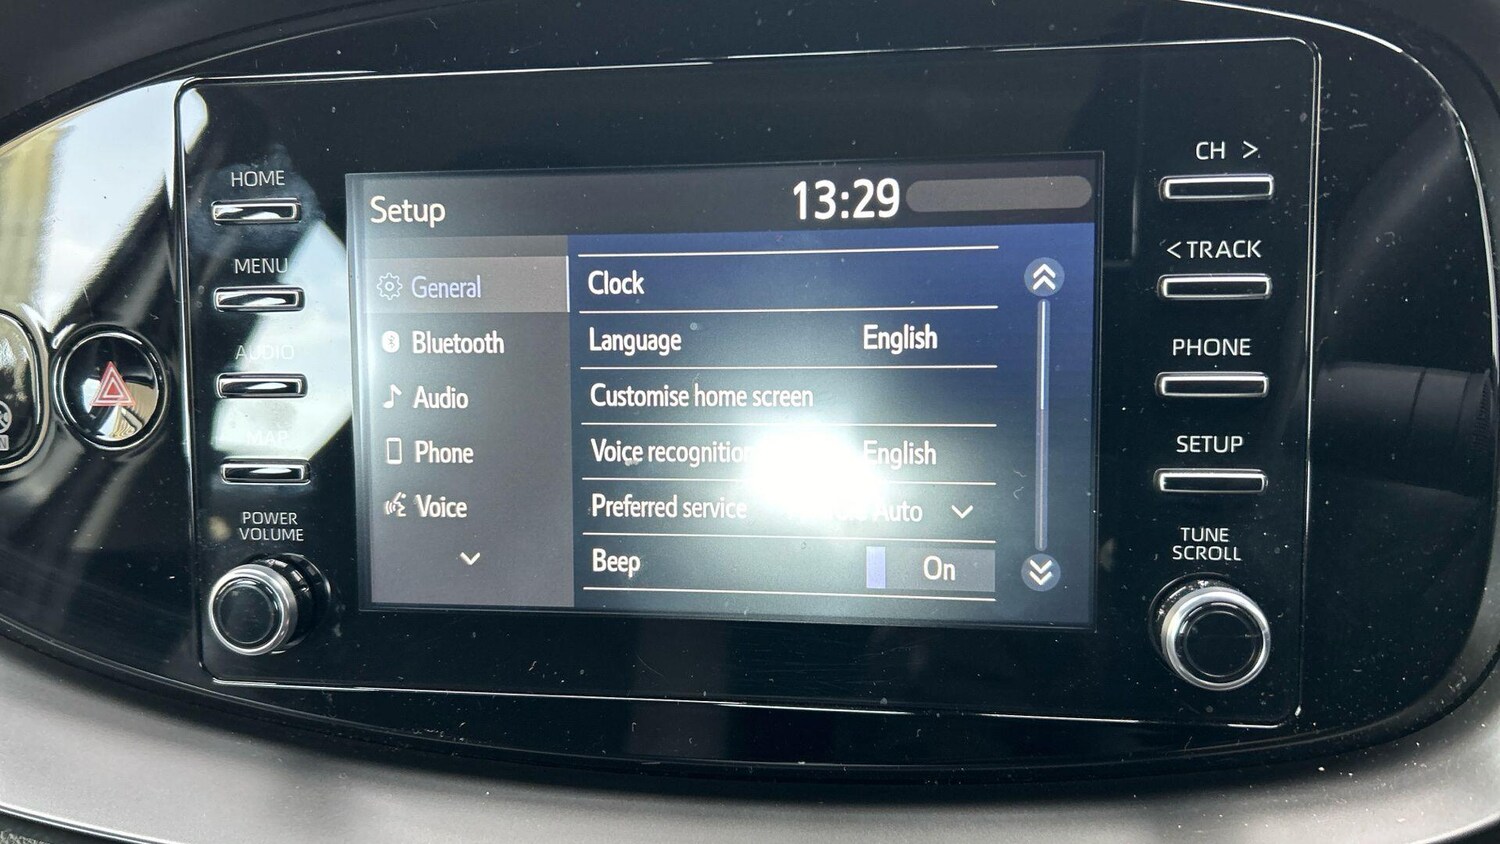 HOME
MENU
AUDIO
MAP
POWER
VOLUME
Setup
13:29
General
Bluetooth
Audio
Phone
Voice
Clock
Language English
Customise home screen
Voice recognition English
Preferred service Auto
Beep On
CH >
< TRACK
PHONE
SETUP
TUNE
SCROLL